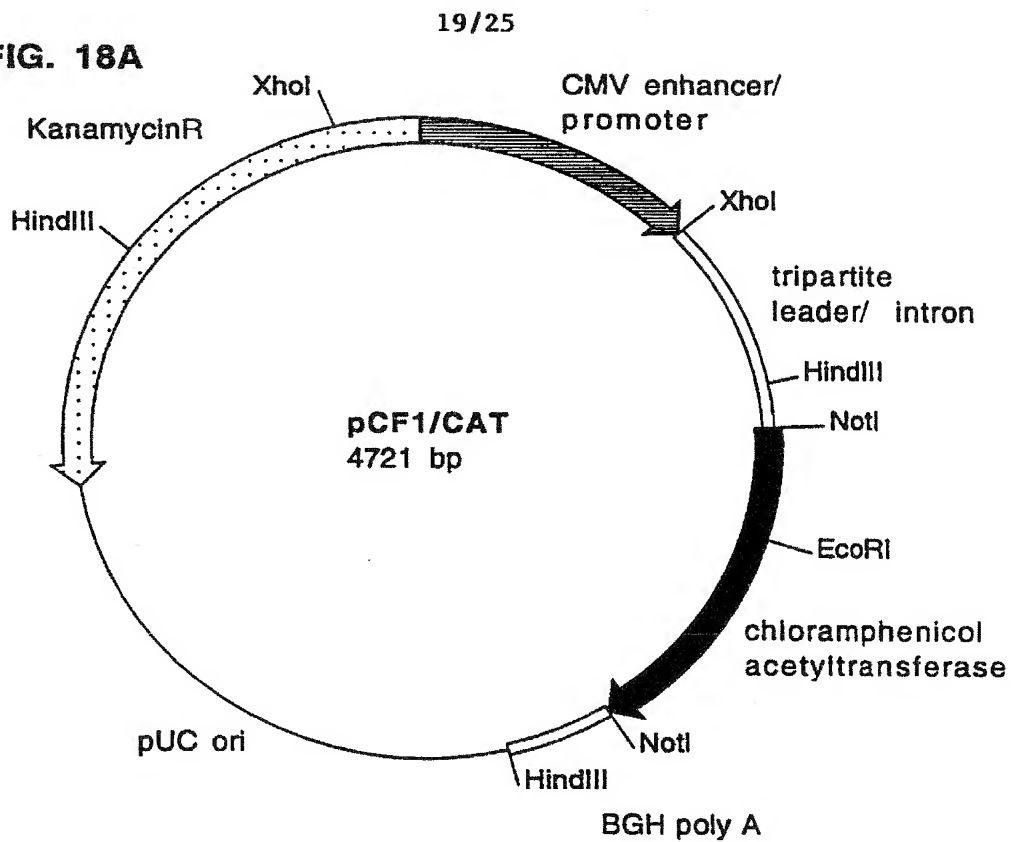 19/25
FIG. 18A
XhoI
CMV enhancer/
promoter
KanamycinR
XhoI
HindIII
tripartite
leader/ intron
HindIII
NotI
pCF1/CAT
4721 bp
EcoRI
chloramphenicol
acetyltransferase
pUC ori
NotI
HindIII
BGH poly A